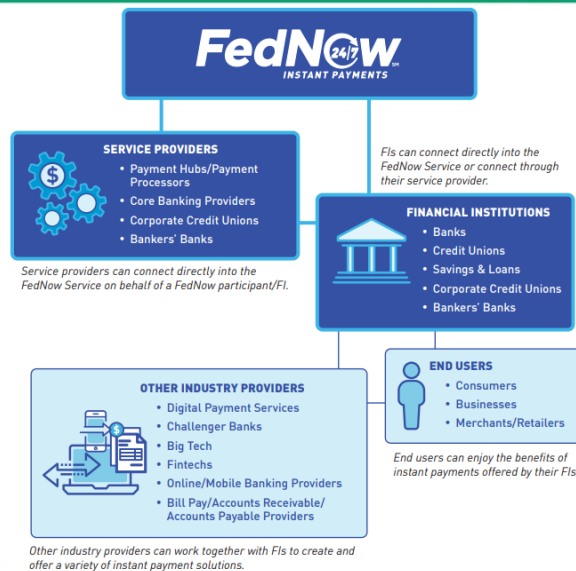 FedNow
24/7
SM
INSTANT PAYMENTS
SERVICE PROVIDERS
$
• Payment Hubs/Payment
Processors
• Core Banking Providers
• Corporate Credit Unions
• Bankers' Banks
Service providers can connect directly into the
FedNow Service on behalf of a FedNow participant/FI.
FIs can connect directly into the
FedNow Service or connect through
their service provider.
FINANCIAL INSTITUTIONS
• Banks
• Credit Unions
• Savings & Loans
• Corporate Credit Unions
• Bankers' Banks
OTHER INDUSTRY PROVIDERS
$
• Digital Payment Services
• Challenger Banks
• Big Tech
• Fintechs
• Online/Mobile Banking Providers
• Bill Pay/Accounts Receivable/
Accounts Payable Providers
Other industry providers can work together with FIs to create and
offer a variety of instant payment solutions.
END USERS
• Consumers
• Businesses
• Merchants/Retailers
End users can enjoy the benefits of
instant payments offered by their FIs